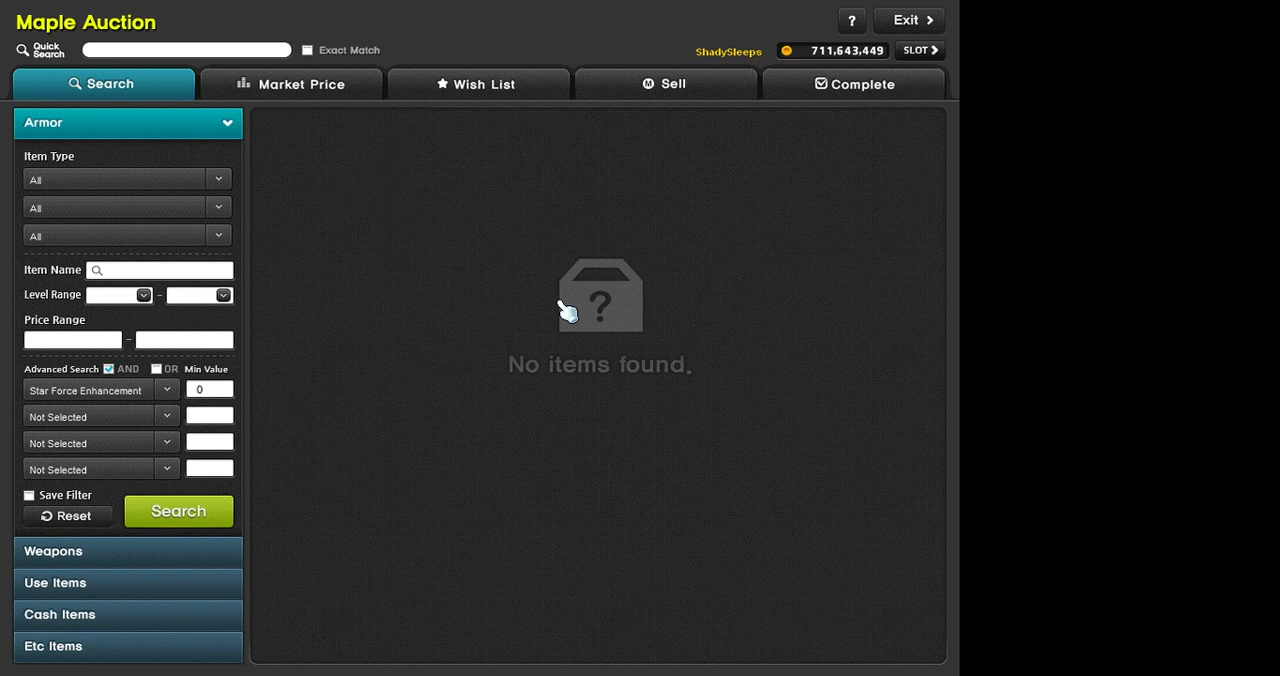 Maple Auction
? Exit
Quick Search Exact Match
ShadySleeps 711,643,449 SLOT
Search Market Price Wish List Sell Complete
Armor
Item Type
All
All
All
Item Name
Level Range -
Price Range
-
Advanced Search AND OR Min Value
Star Force Enhancement 0
Not Selected
Not Selected
Not Selected
Save Filter
Reset Search
Weapons
Use Items
Cash Items
Etc Items
?
No items found.